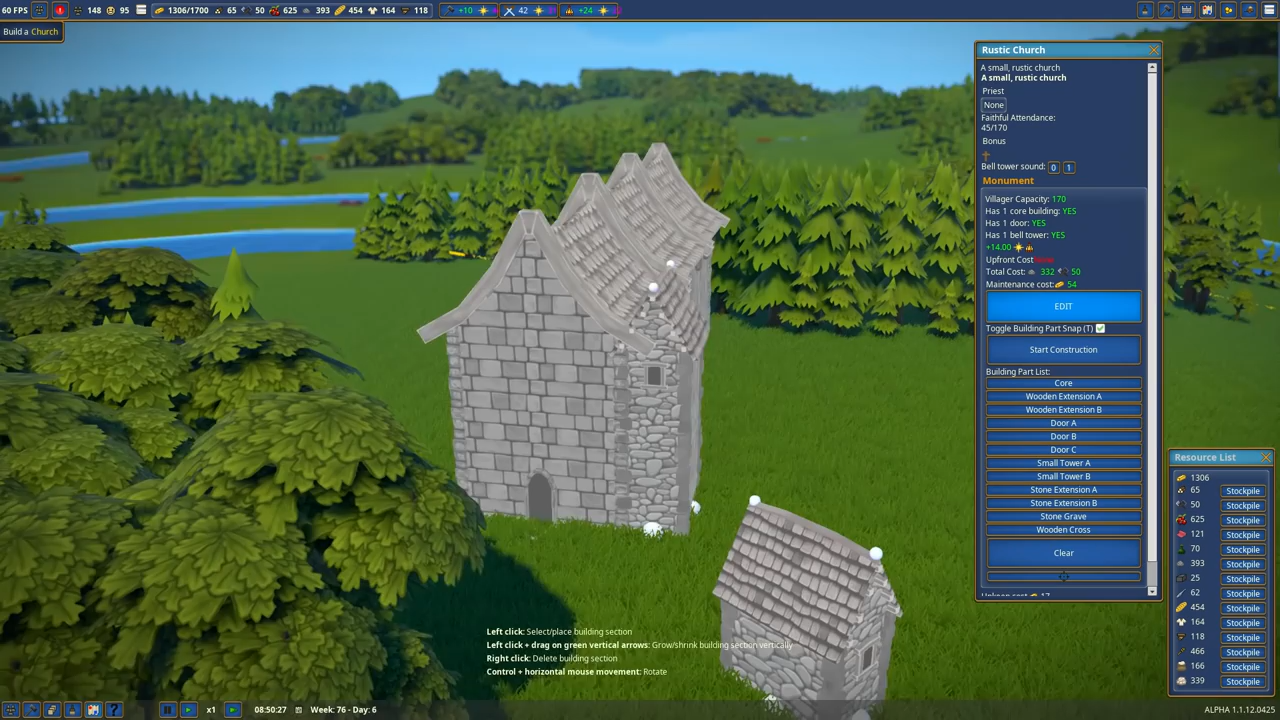 60 FPS 148 95 1306/1700 65 50 625 393 454 164 118 +10 42 +24
Build a Church
Rustic Church
A small, rustic church
A small, rustic church
Priest
None
Faithful Attendance:
45/170
Bonus
Bell tower sound: 0 1
Monument
Villager Capacity: 170
Has 1 core building: YES
Has 1 door: YES
Has 1 bell tower: YES
+14.00
Upfront Cost
Total Cost: 332 50
Maintenance cost: 54
EDIT
Toggle Building Part Snap (T)
Start Construction
Building Part List:
Core
Wooden Extension A
Wooden Extension B
Door A
Door B
Door C
Small Tower A
Small Tower B
Stone Extension A
Stone Extension B
Stone Grave
Wooden Cross
Clear
Resource List
1306
65 Stockpile
50 Stockpile
625 Stockpile
121 Stockpile
70 Stockpile
393 Stockpile
25 Stockpile
62 Stockpile
454 Stockpile
164 Stockpile
118 Stockpile
466 Stockpile
166 Stockpile
339 Stockpile
Left click: Select/place building section
Left click + drag on green vertical arrows: Grow/shrink building section vertically
Right click: Delete building section
Control + horizontal mouse movement: Rotate
x1 08:50:27 Week: 76 - Day: 6
ALPHA 1.1.12.0425